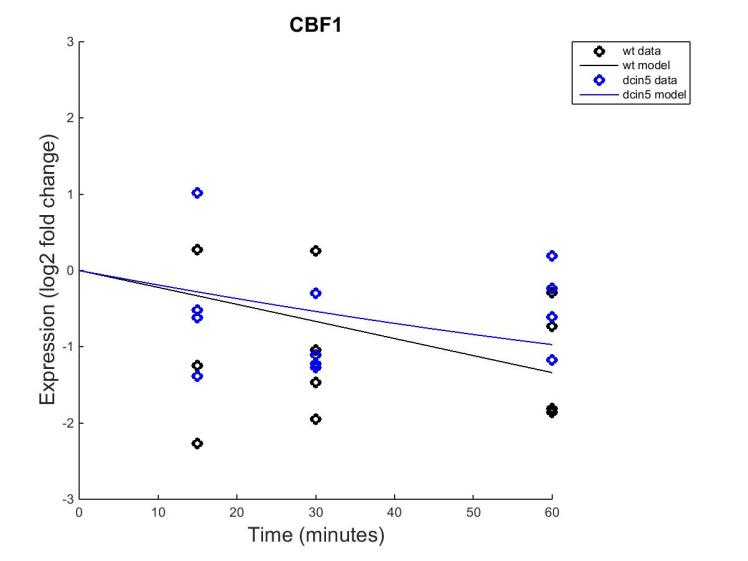 CBF1
3
2
1
0
-1
-2
-3
Expression (log2 fold change)
0 10 20 30 40 50 60
Time (minutes)
wt data
wt model
dcin5 data
dcin5 model